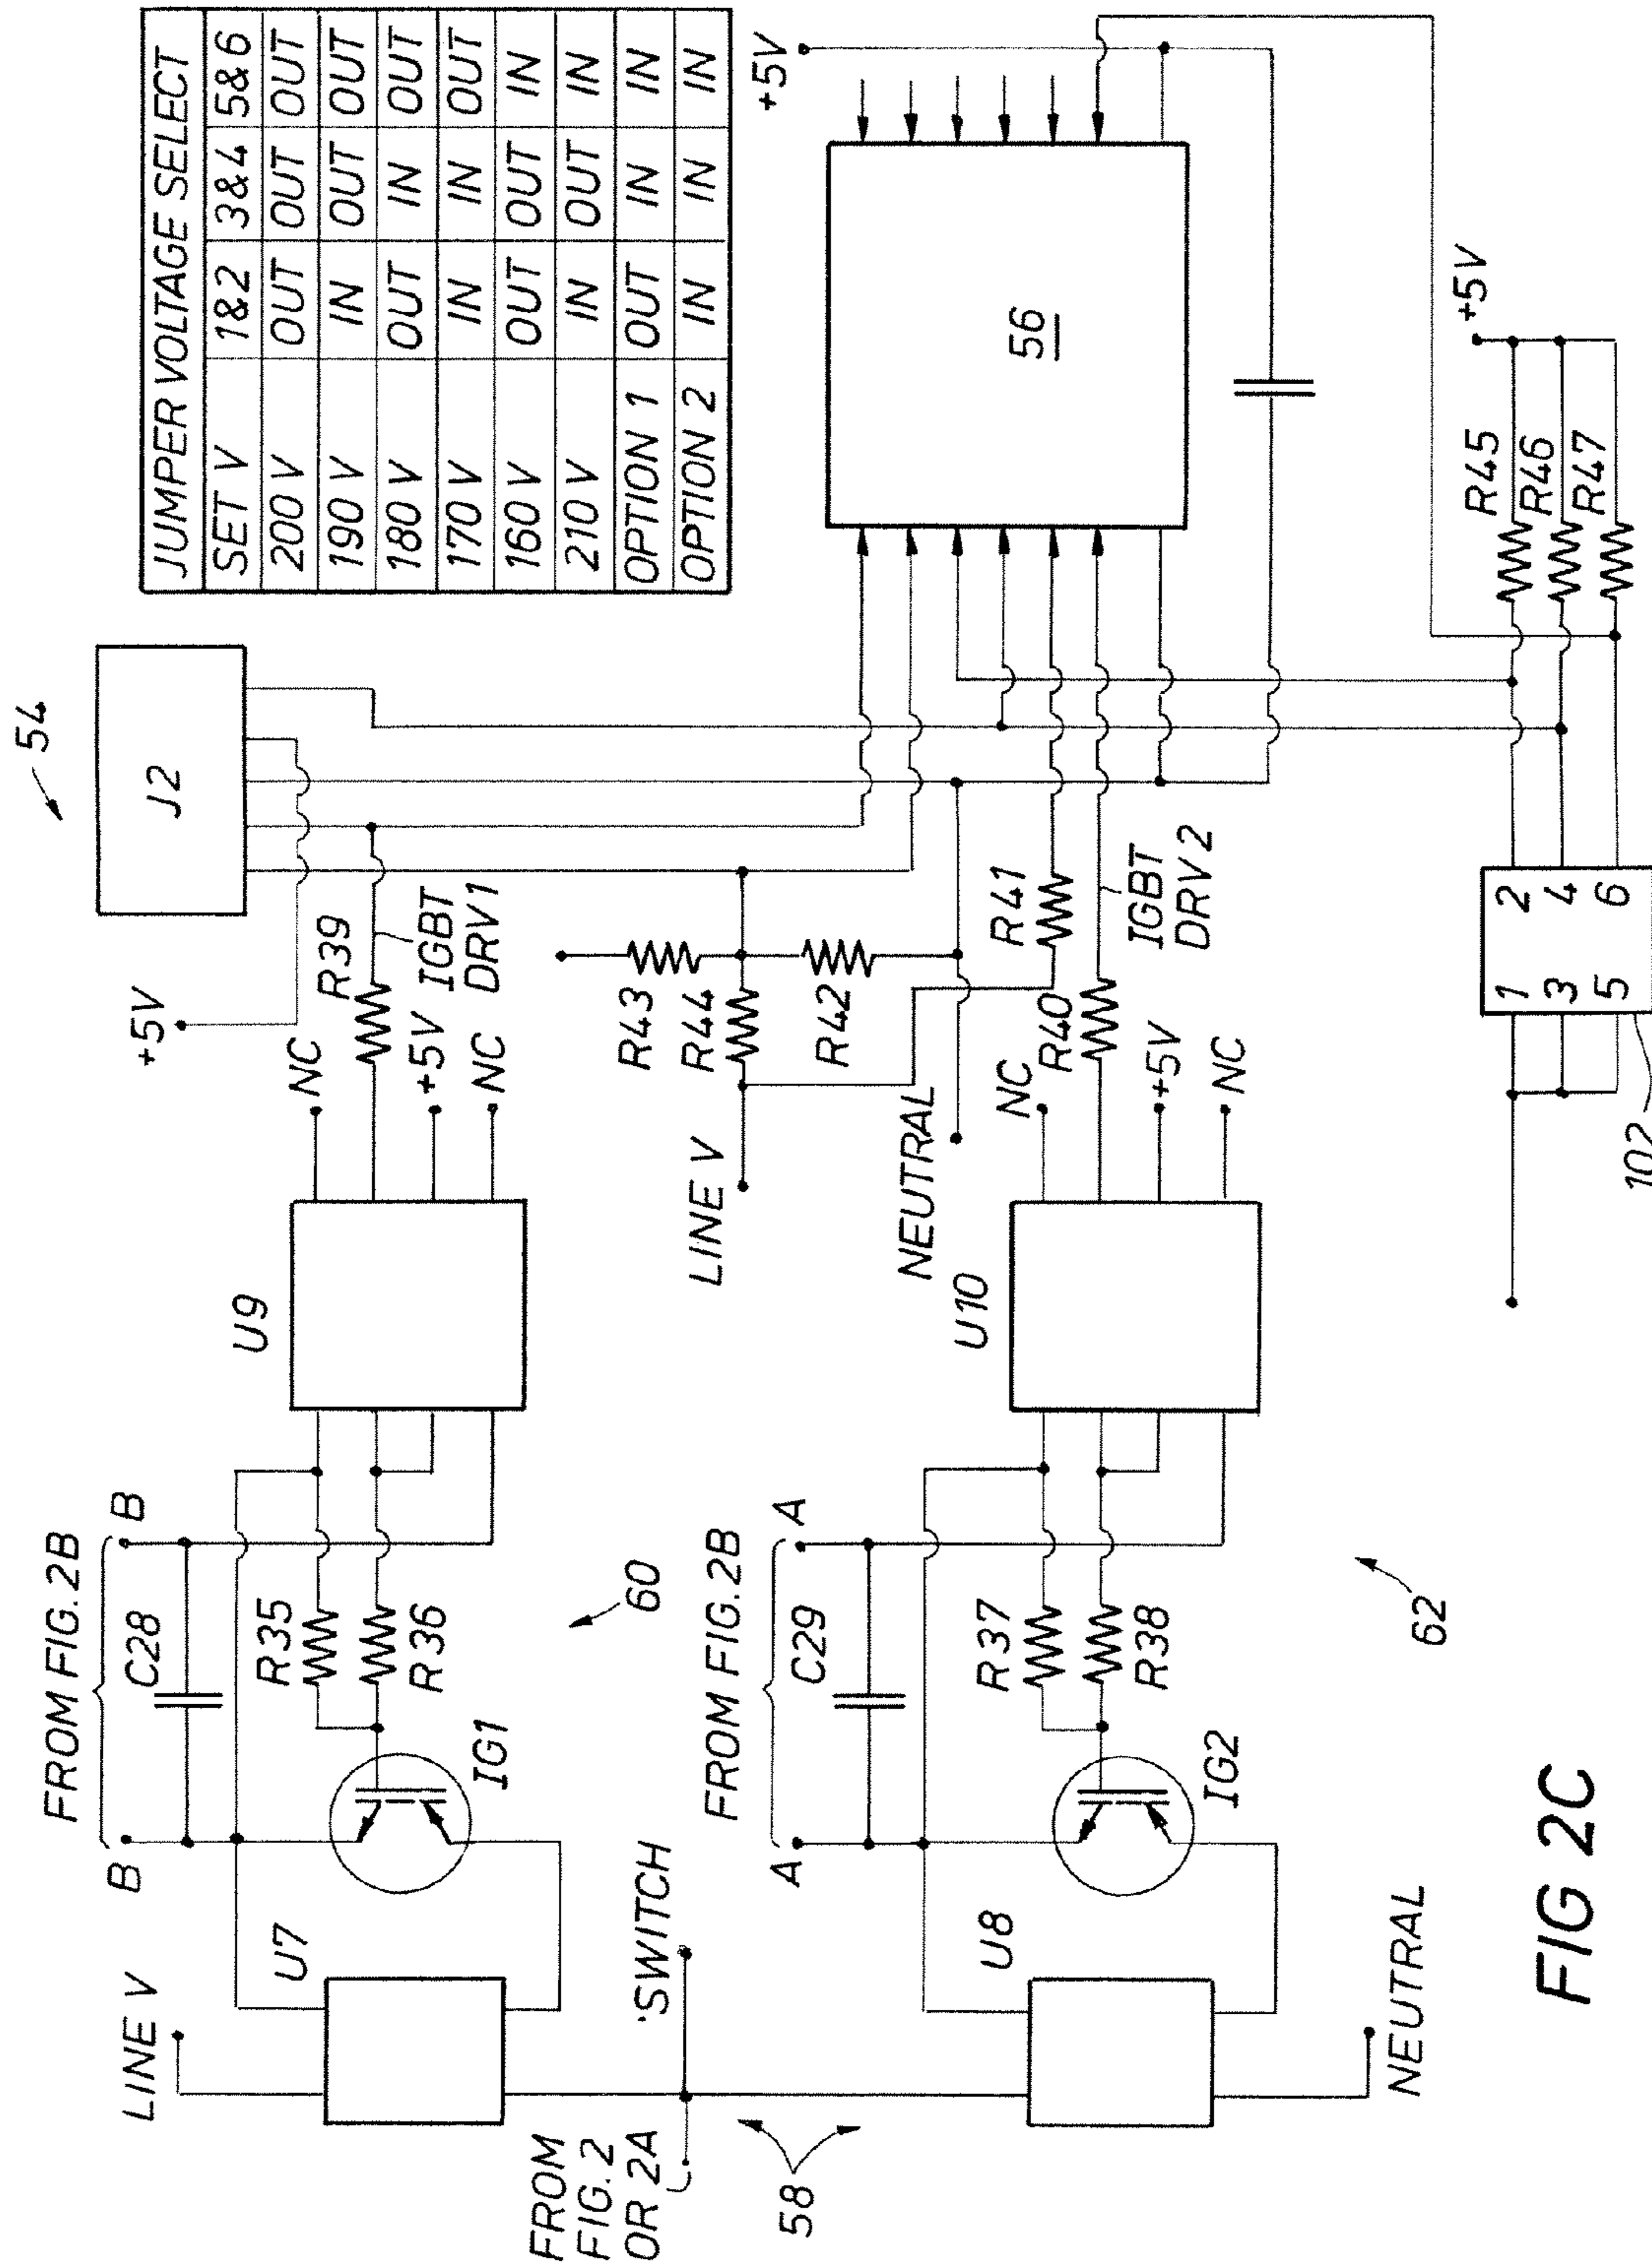 JUMPER VOLTAGE SELECT
SET V 1&2 3&4 5&6
200 V OUT OUT OUT
190 V IN OUT OUT
180 V OUT IN OUT
170 V IN IN OUT
160 V OUT OUT IN
210 V IN OUT IN
OPTION 1 OUT IN IN
OPTION 2 IN IN IN
54
J2
+5V
FROM FIG. 2B
B
B
C28
U9
NC
R39
IGBT
DRV 1
+5V
NC
R35
R36
IG1
60
LINE V
U7
+5V
56
R43
R44
R42
LINE V
NEUTRAL
R41
R40
IGBT
DRV 2
FROM FIG. 2B
A
A
C29
U10
NC
+5V
NC
R37
R38
IG2
62
SWITCH
FROM
FIG. 2
OR 2A
58
U8
NEUTRAL
+5V
R45
R46
R47
1 2
3 4
5 6
102
FIG 2C